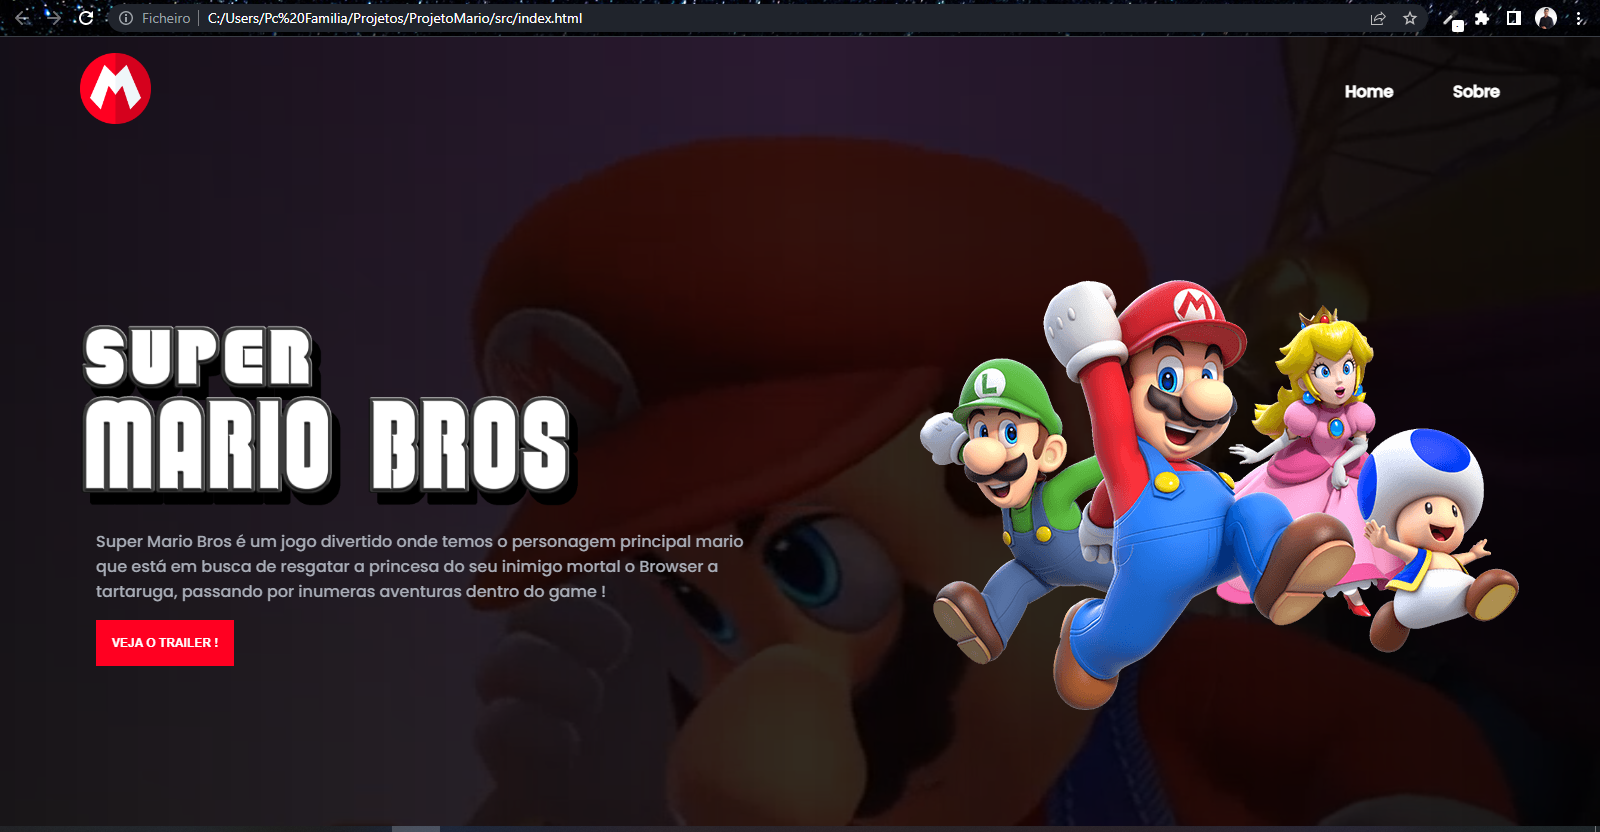 Ficheiro | C:/Users/Pc%20Familia/Projetos/ProjetoMario/src/index.html
M
Home Sobre
SUPER
MARIO BROS
M
L
Super Mario Bros é um jogo divertido onde temos o personagem principal mario
que está em busca de resgatar a princesa do seu inimigo mortal o Browser a
tartaruga, passando por inumeras aventuras dentro do game !
VEJA O TRAILER !